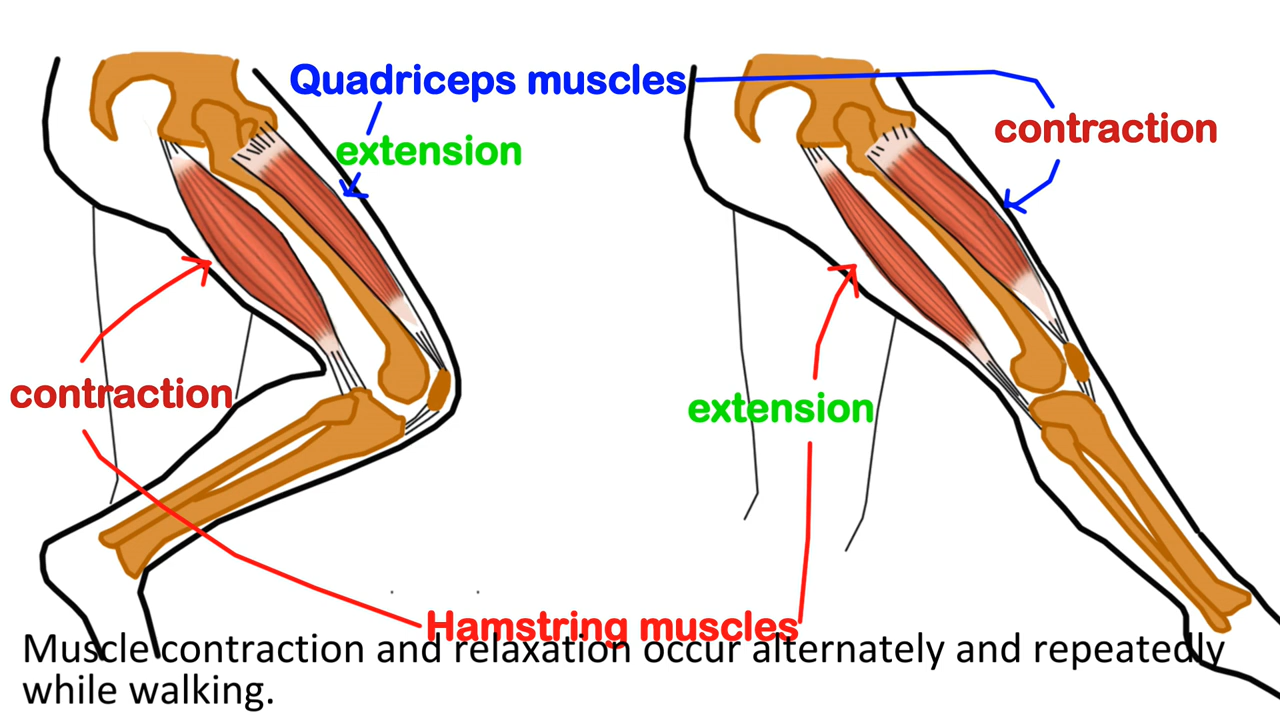 Quadriceps muscles
extension
contraction
contraction
extension
Hamstring muscles
Muscle contraction and relaxation occur alternately and repeatedly
while walking.